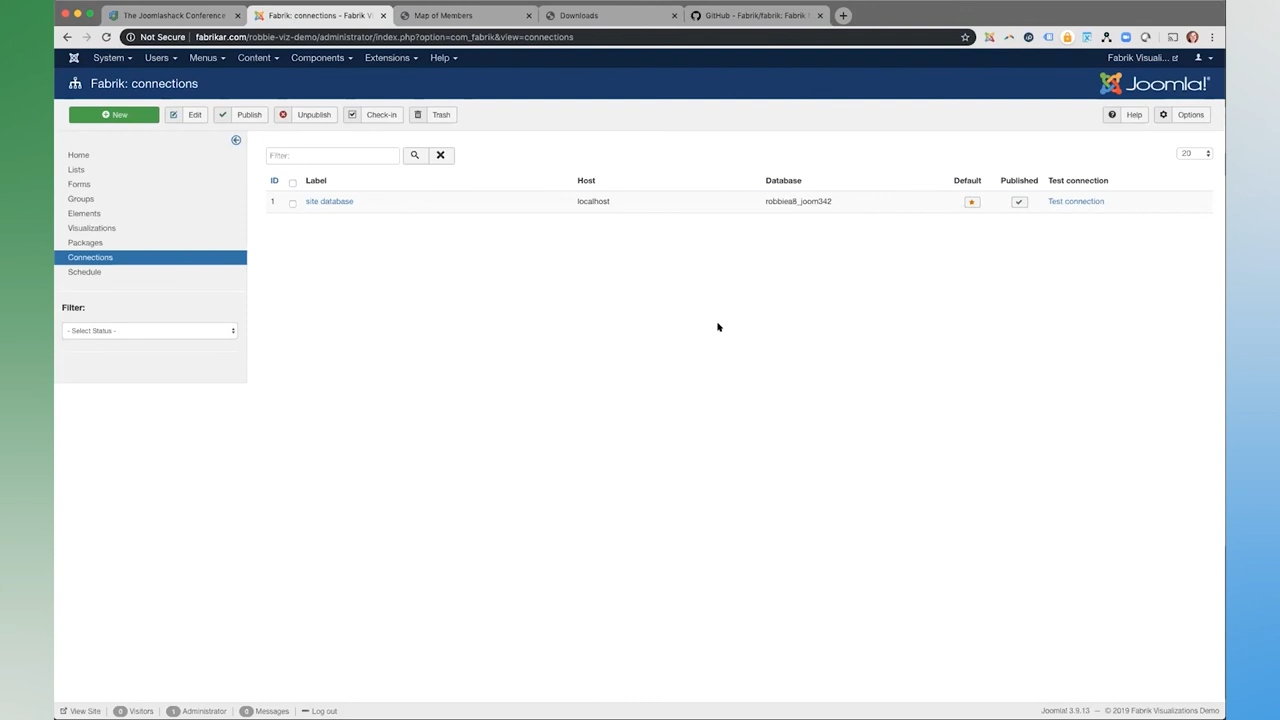 The Joomlashack Conference
Fabrik: connections - Fabrik Vi
Map of Members
Downloads
GitHub - Fabrik/fabrik: Fabrik
Not Secure | fabrikar.com/robbie-viz-demo/administrator/index.php?option=com_fabrik&view=connections
System Users Menus Content Components Extensions Help
Fabrik Visuali...
Fabrik: connections
Joomla!®
New Edit Publish Unpublish Check-in Trash
Help Options
Filter:
20
Home
Lists
Forms
Groups
Elements
Visualizations
Packages
Connections
Schedule
Filter:
- Select Status -
ID Label Host Database Default Published Test connection
1 site database localhost robbiea8_joom342 Test connection
View Site 0 Visitors 1 Administrator 0 Messages Log out
Joomla! 3.9.13 — © 2019 Fabrik Visualizations Demo